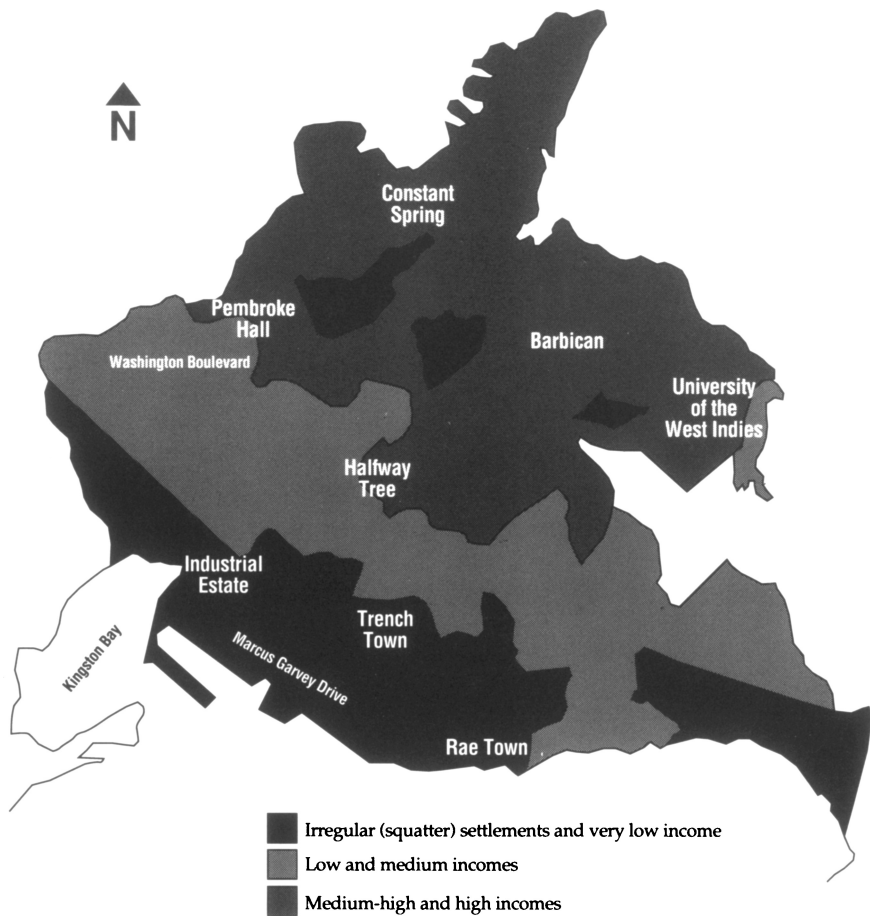 N
Constant
Spring
Pembroke
Hall
Washington Boulevard
Barbican
University
of the
West Indies
Halfway
Tree
Industrial
Estate
Trench
Town
Kingston Bay
Marcus Garvey Drive
Rae Town
Irregular (squatter) settlements and very low income
Low and medium incomes
Medium-high and high incomes